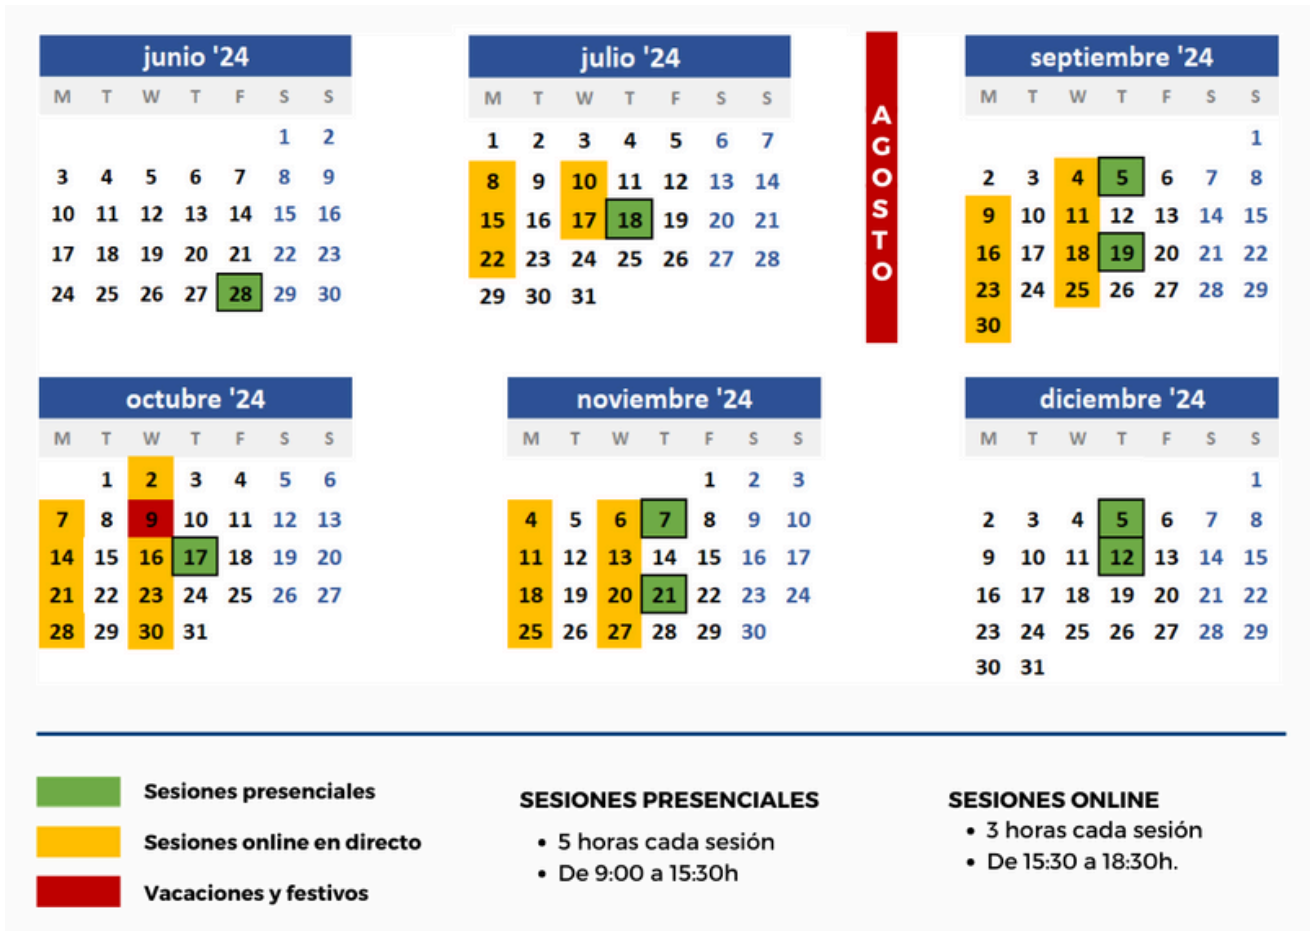 junio '24
M T W T F S S
1 2
3 4 5 6 7 8 9
10 11 12 13 14 15 16
17 18 19 20 21 22 23
24 25 26 27 28 29 30
julio '24
M T W T F S S
1 2 3 4 5 6 7
8 9 10 11 12 13 14
15 16 17 18 19 20 21
22 23 24 25 26 27 28
29 30 31
AGOSTO
septiembre '24
M T W T F S S
1
2 3 4 5 6 7 8
9 10 11 12 13 14 15
16 17 18 19 20 21 22
23 24 25 26 27 28 29
30
octubre '24
M T W T F S S
1 2 3 4 5 6
7 8 9 10 11 12 13
14 15 16 17 18 19 20
21 22 23 24 25 26 27
28 29 30 31
noviembre '24
M T W T F S S
1 2 3
4 5 6 7 8 9 10
11 12 13 14 15 16 17
18 19 20 21 22 23 24
25 26 27 28 29 30
diciembre '24
M T W T F S S
1
2 3 4 5 6 7 8
9 10 11 12 13 14 15
16 17 18 19 20 21 22
23 24 25 26 27 28 29
30 31
Sesiones presenciales
Sesiones online en directo
Vacaciones y festivos
SESIONES PRESENCIALES
• 5 horas cada sesión
• De 9:00 a 15:30h
SESIONES ONLINE
• 3 horas cada sesión
• De 15:30 a 18:30h.